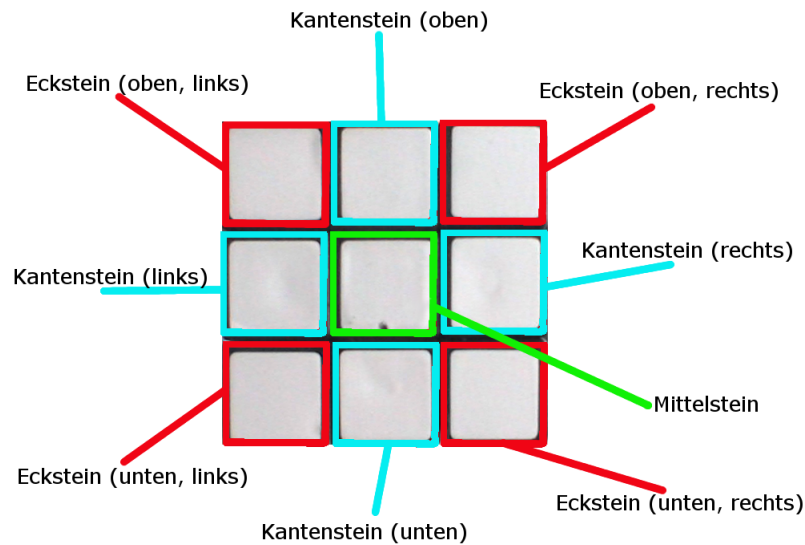 Kantenstein (oben)
Eckstein (oben, links)
Eckstein (oben, rechts)
Kantenstein (rechts)
Kantenstein (links)
Mittelstein
Eckstein (unten, links)
Eckstein (unten, rechts)
Kantenstein (unten)